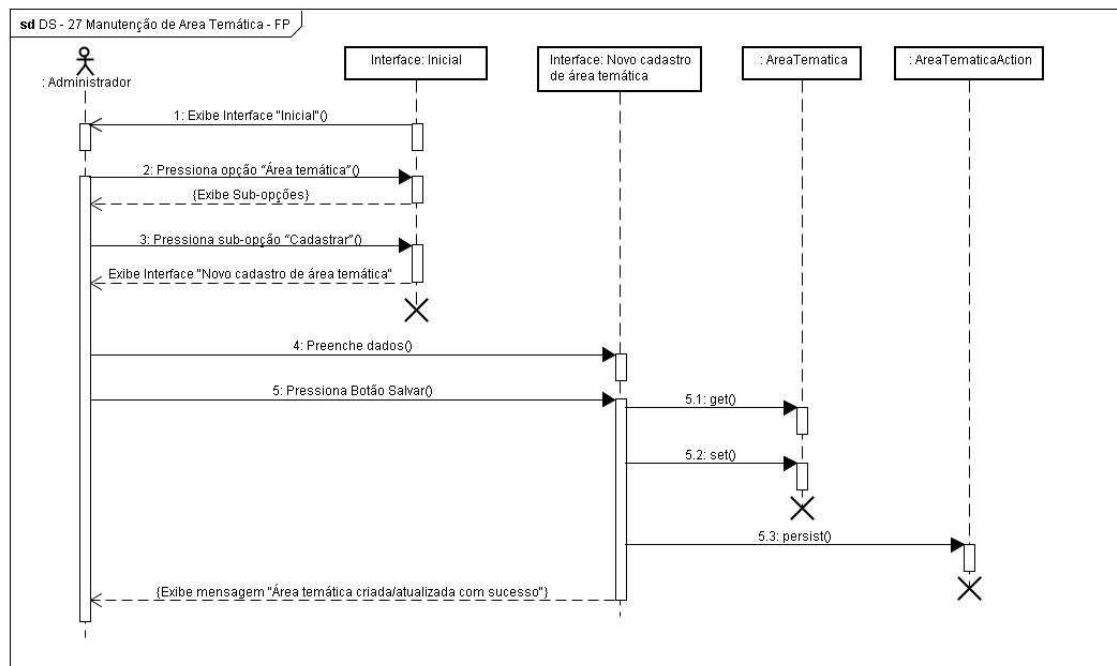 sd DS - 27 Manutenção de Area Temática - FP
: Administrador
Interface: Inicial
Interface: Novo cadastro
de área temática
: AreaTematica
: AreaTematicaAction
1: Exibe Interface "Inicial"()
2: Pressiona opção "Área temática"()
{Exibe Sub-opções}
3: Pressiona sub-opção "Cadastrar"()
Exibe Interface "Novo cadastro de área temática"
4: Preenche dados()
5: Pressiona Botão Salvar()
5.1: get()
5.2: set()
5.3: persist()
{Exibe mensagem "Área temática criada/atualizada com sucesso"}